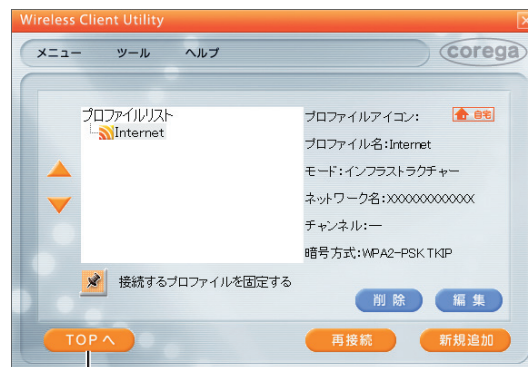 Wireless Client Utility
メニュー ツール ヘルプ corega
プロファイルリスト
Internet
プロファイルアイコン: 自宅
プロファイル名:Internet
モード:インフラストラクチャー
ネットワーク名:XXXXXXXXXXXX
チャンネル:―
暗号方式:WPA2-PSK TKIP
接続するプロファイルを固定する
削除 編集
TOPへ 再接続 新規追加